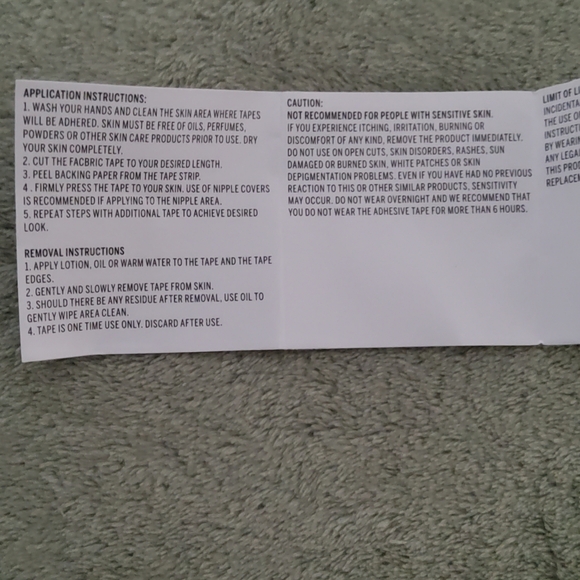 APPLICATION INSTRUCTIONS:
1. WASH YOUR HANDS AND CLEAN THE SKIN AREA WHERE TAPES
WILL BE ADHERED. SKIN MUST BE FREE OF OILS, PERFUMES,
POWDERS OR OTHER SKIN CARE PRODUCTS PRIOR TO USE. DRY
YOUR SKIN COMPLETELY.
2. CUT THE FACBRIC TAPE TO YOUR DESIRED LENGTH.
3. PEEL BACKING PAPER FROM THE TAPE STRIP.
4 . FIRMLY PRESS THE TAPE TO YOUR SKIN. USE OF NIPPLE COVERS
IS RECOMMENDED IF APPLYING TO THE NIPPLE AREA.
5. REPEAT STEPS WITH ADDITIONAL TAPE TO ACHIEVE DESIRED
LOOK.
REMOVAL INSTRUCTIONS
1. APPLY LOTION, OIL OR WARM WATER TO THE TAPE AND THE TAPE
EDGES.
2. GENTLY AND SLOWLY REMOVE TAPE FROM SKIN.
3. SHOULD THERE BE ANY RESIDUE AFTER REMOVAL, USE OIL TO
GENTLY WIPE AREA CLEAN.
4. TAPE IS ONE TIME USE ONLY. DISCARD AFTER USE.
CAUTION:
NOT RECOMMENDED FOR PEOPLE WITH SENSITIVE SKIN.
IF YOU EXPERIENCE ITCHING, IRRITATION, BURNING OR
DISCOMFORT OF ANY KIND, REMOVE THE PRODUCT IMMEDIATELY.
DO NOT USE ON OPEN CUTS, SKIN DISORDERS, RASHES, SUN
DAMAGED OR BURNED SKIN, WHITE PATCHES OR SKIN
DEPIGMENTATION PROBLEMS. EVEN IF YOU HAVE HAD NO PREVIOUS
REACTION TO THIS OR OTHER SIMILAR PRODUCTS, SENSITIVITY
MAY OCCUR. DO NOT WEAR OVERNIGHT AND WE RECOMMEND THAT
YOU DO NOT WEAR THE ADHESIVE TAPE FOR MORE THAN 6 HOURS.
LIMIT OF
THE USE
BY
ANY
THIS